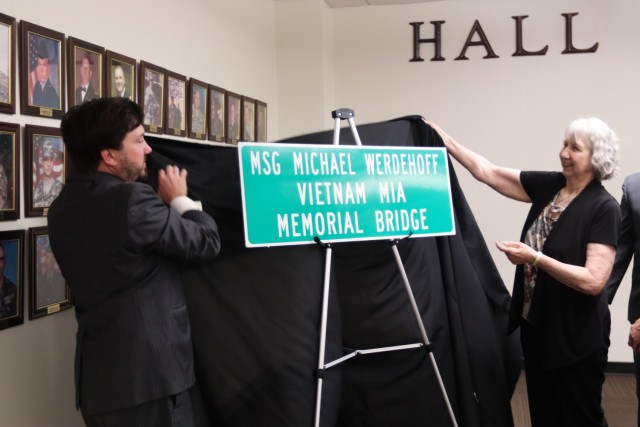 HALL
MSG MICHAEL WERDEHOFF
VIETNAM MIA
MEMORIAL BRIDGE